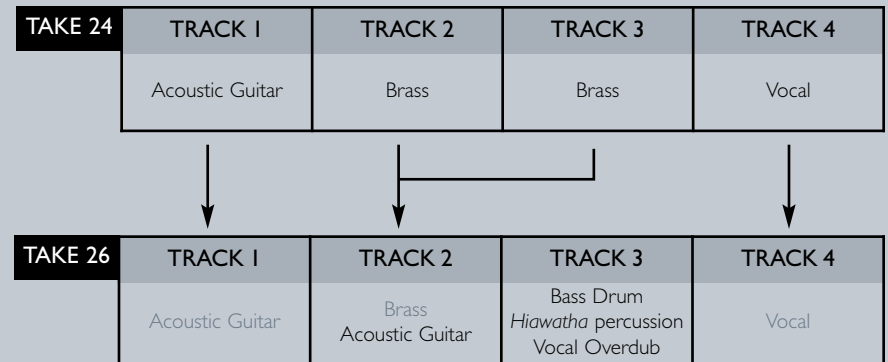 TAKE 24
TRACK 1 TRACK 2 TRACK 3 TRACK 4
Acoustic Guitar Brass Brass Vocal
TAKE 26
TRACK 1 TRACK 2 TRACK 3 TRACK 4
Acoustic Guitar
Brass
Acoustic Guitar
Bass Drum
Hiawatha percussion
Vocal Overdub
Vocal